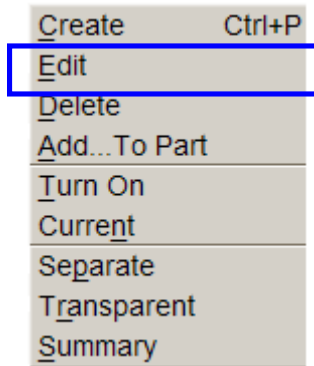 Create Ctrl+P
Edit
Delete
Add...To Part
Turn On
Current
Separate
Transparent
Summary